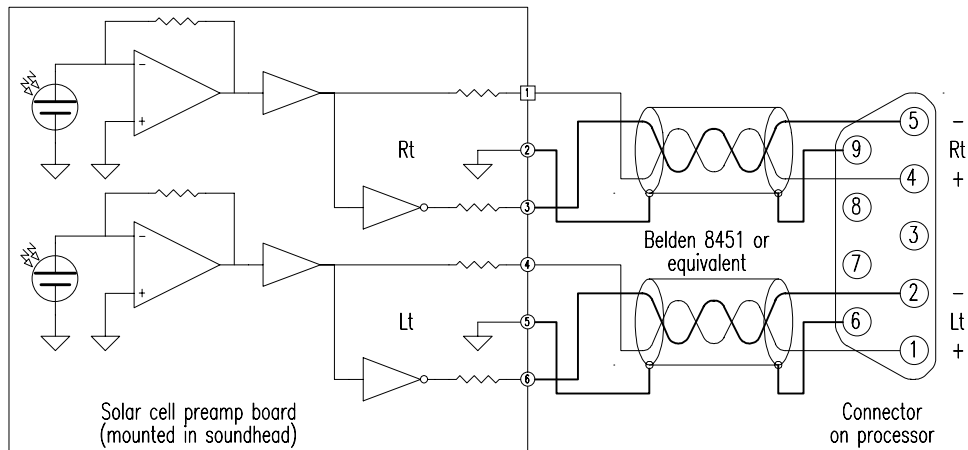 −
+
1
5
−
9
Rt
2
Rt
4
+
3
8
3
−
+
4
Belden 8451 or
equivalent
7
2
−
Lt
5
6
Lt
1
+
6
Solar cell preamp board
(mounted in soundhead)
Connector
on processor